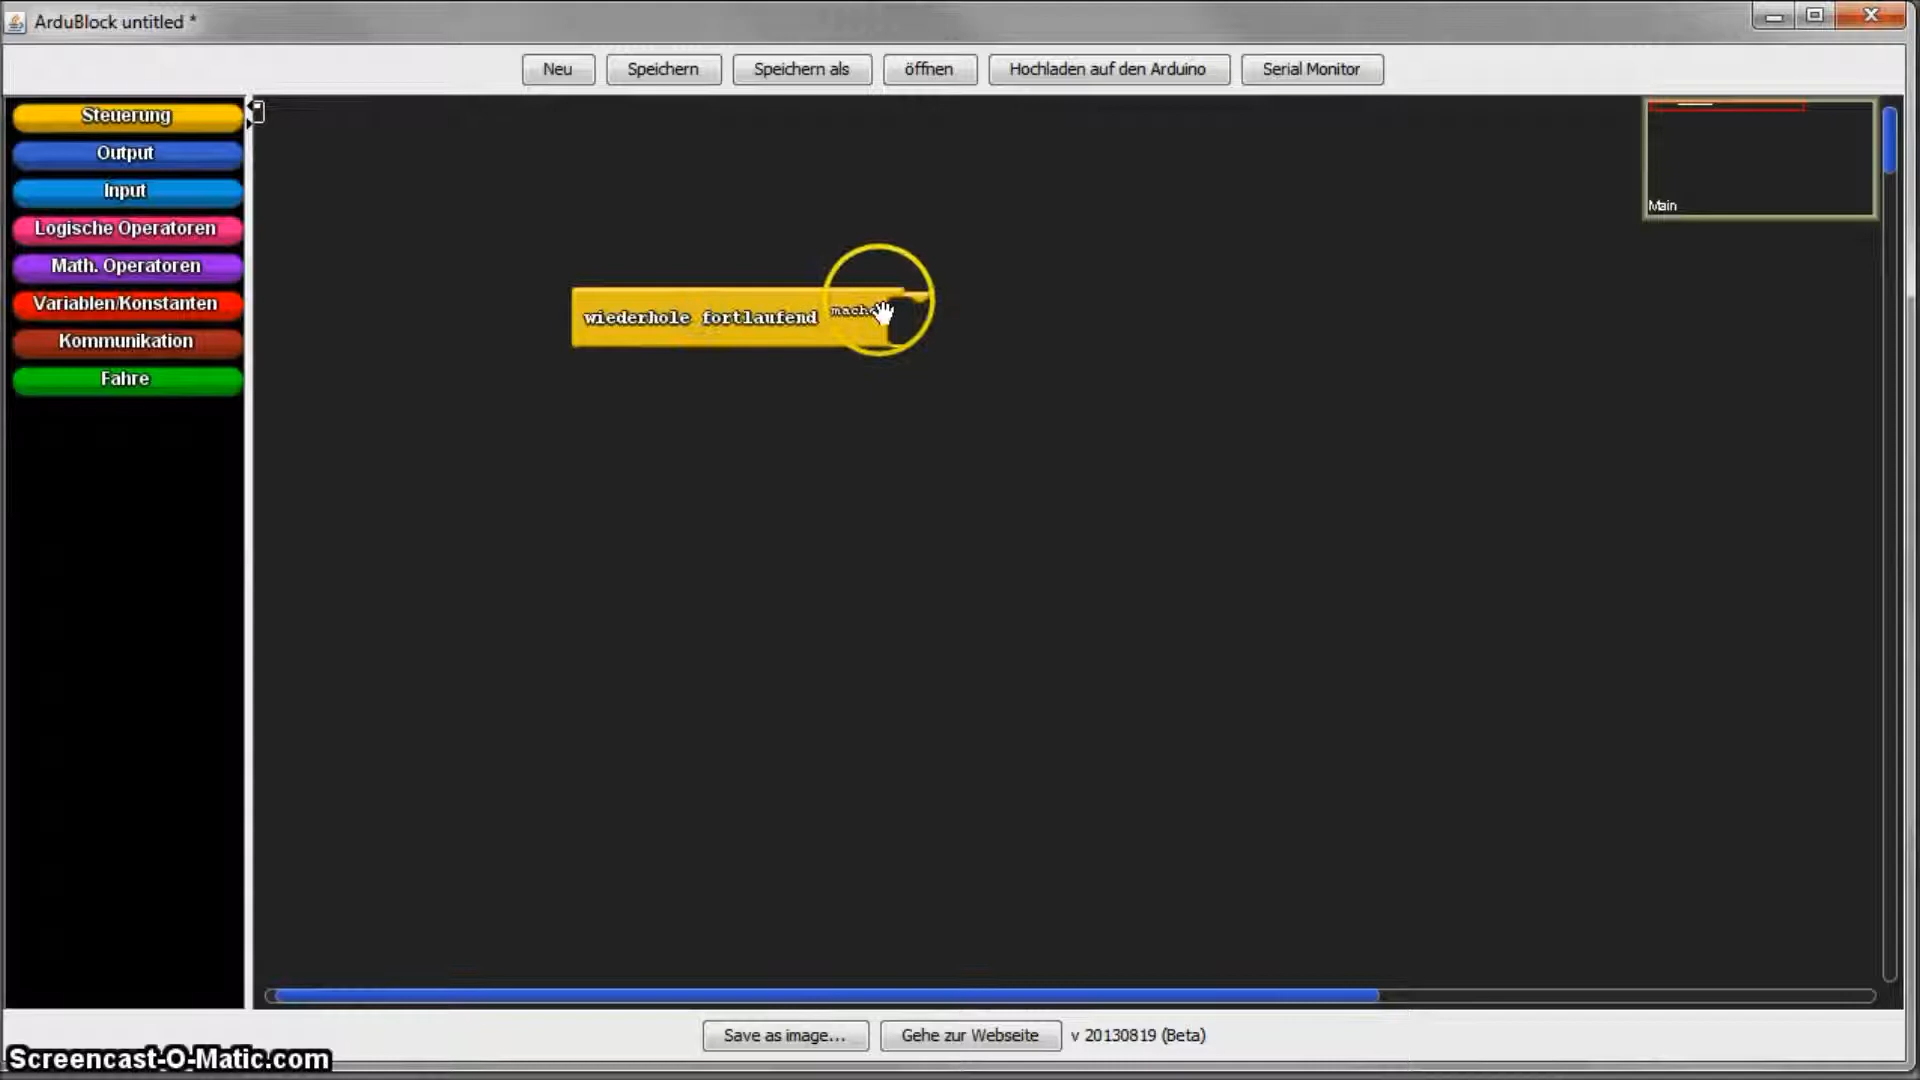 ArduBlock untitled *
Neu
Speichern
Speichern als
öffnen
Hochladen auf den Arduino
Serial Monitor
Steuerung
Output
Input
Logische Operatoren
Math. Operatoren
Variablen/Konstanten
Kommunikation
Fahre
wiederhole fortlaufend
Main
Save as image...
Gehe zur Webseite
v 20130819 (Beta)
Screencast-O-Matic.com